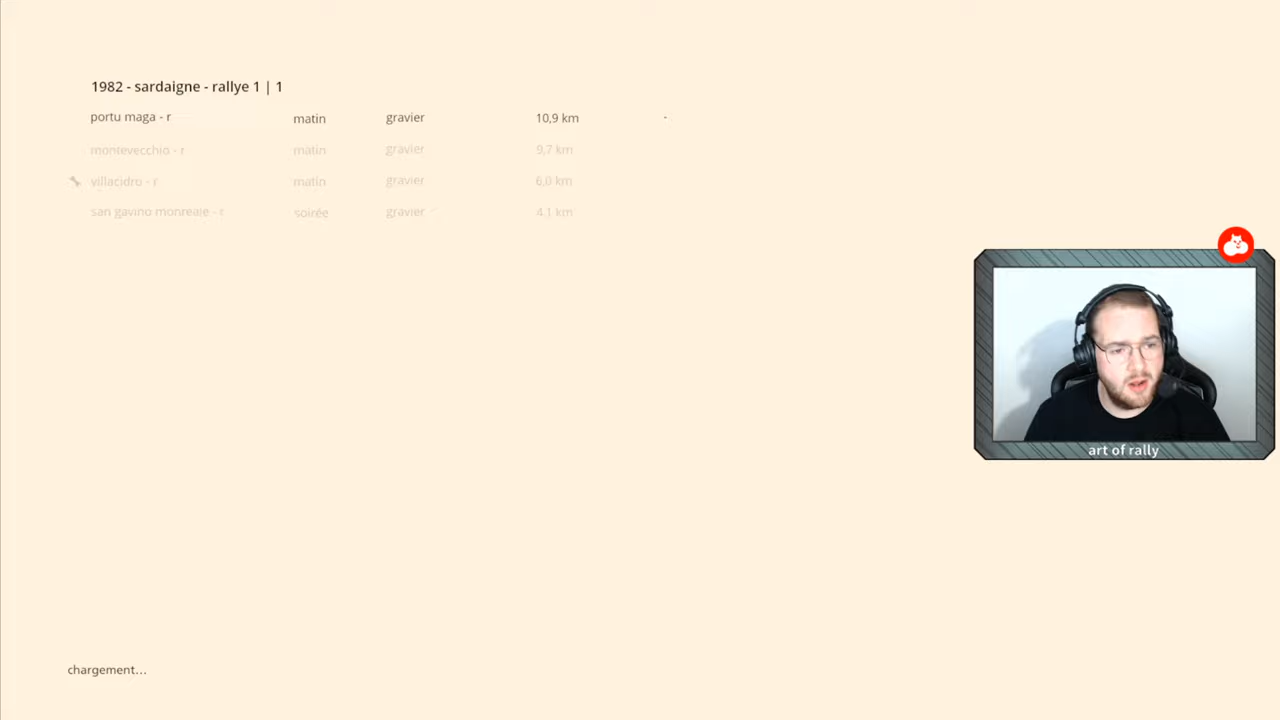 1982 - sardaigne - rallye 1 | 1
portu maga - r matin gravier 10,9 km -
montevecchio - r matin gravier 9,7 km
villacidro - r matin gravier 6,0 km
san gavino monreale - r soirée gravier 4,1 km
art of rally
chargement...